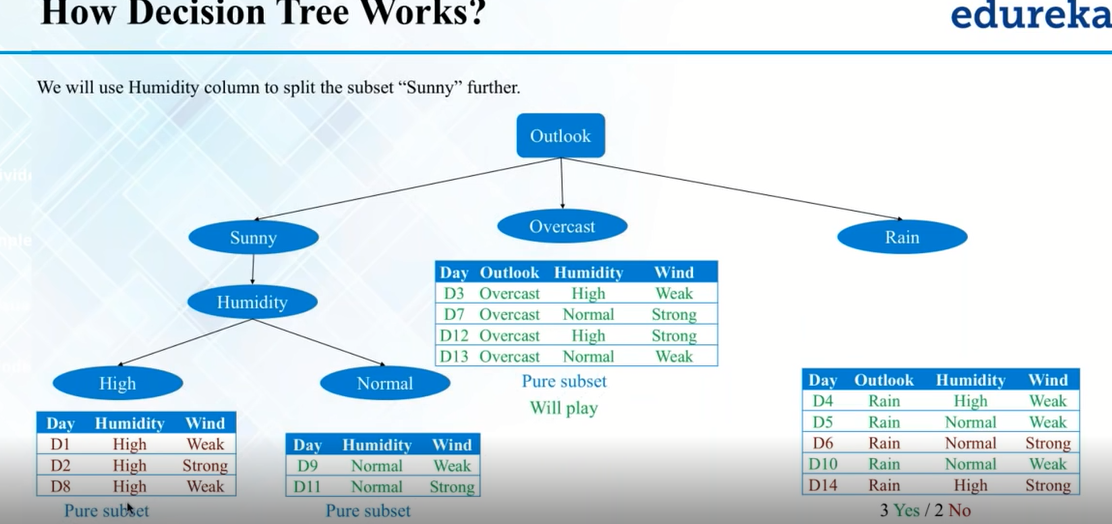 How Decision Tree Works?
edureka
We will use Humidity column to split the subset “Sunny” further.
Outlook
Sunny
Overcast
Rain
Humidity
Day Outlook Humidity Wind
D3 Overcast High Weak
D7 Overcast Normal Strong
D12 Overcast High Strong
D13 Overcast Normal Weak
Pure subset
Will play
High
Normal
Day Humidity Wind
D1 High Weak
D2 High Strong
D8 High Weak
Pure subset
Day Humidity Wind
D9 Normal Weak
D11 Normal Strong
Pure subset
Day Outlook Humidity Wind
D4 Rain High Weak
D5 Rain Normal Weak
D6 Rain Normal Strong
D10 Rain Normal Weak
D14 Rain High Strong
3 Yes / 2 No